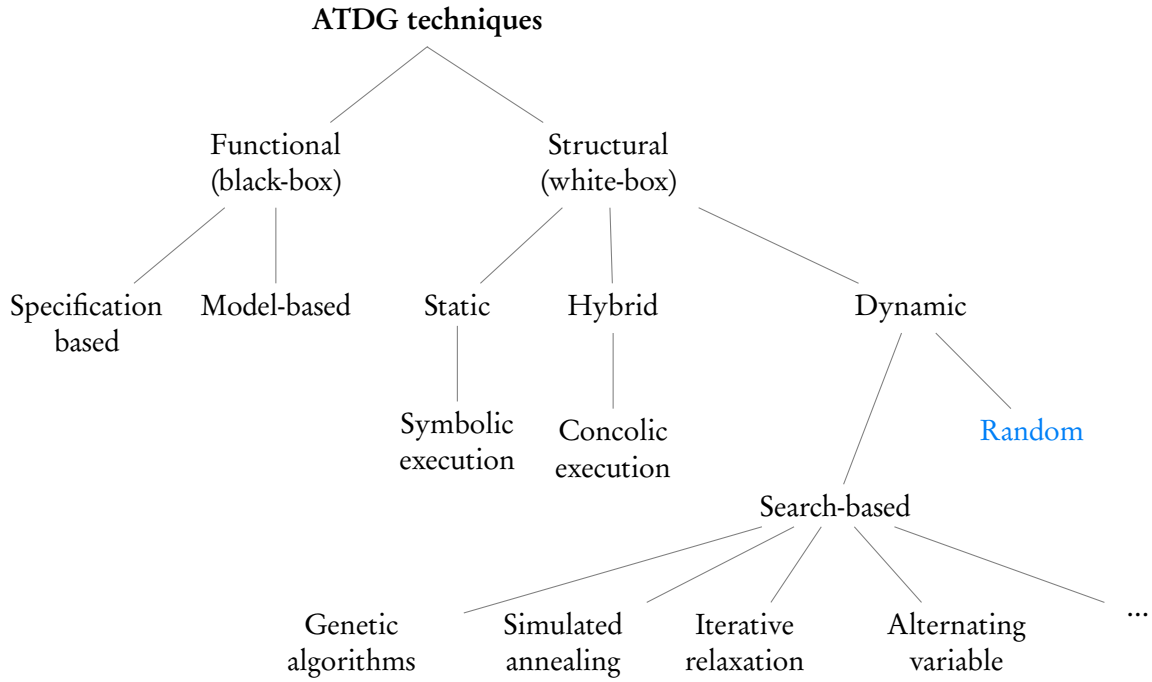 ATDG techniques
Functional
(black-box)
Structural
(white-box)
Specification
based
Model-based
Static
Hybrid
Dynamic
Symbolic
execution
Concolic
execution
Random
Search-based
Genetic
algorithms
Simulated
annealing
Iterative
relaxation
Alternating
variable
...